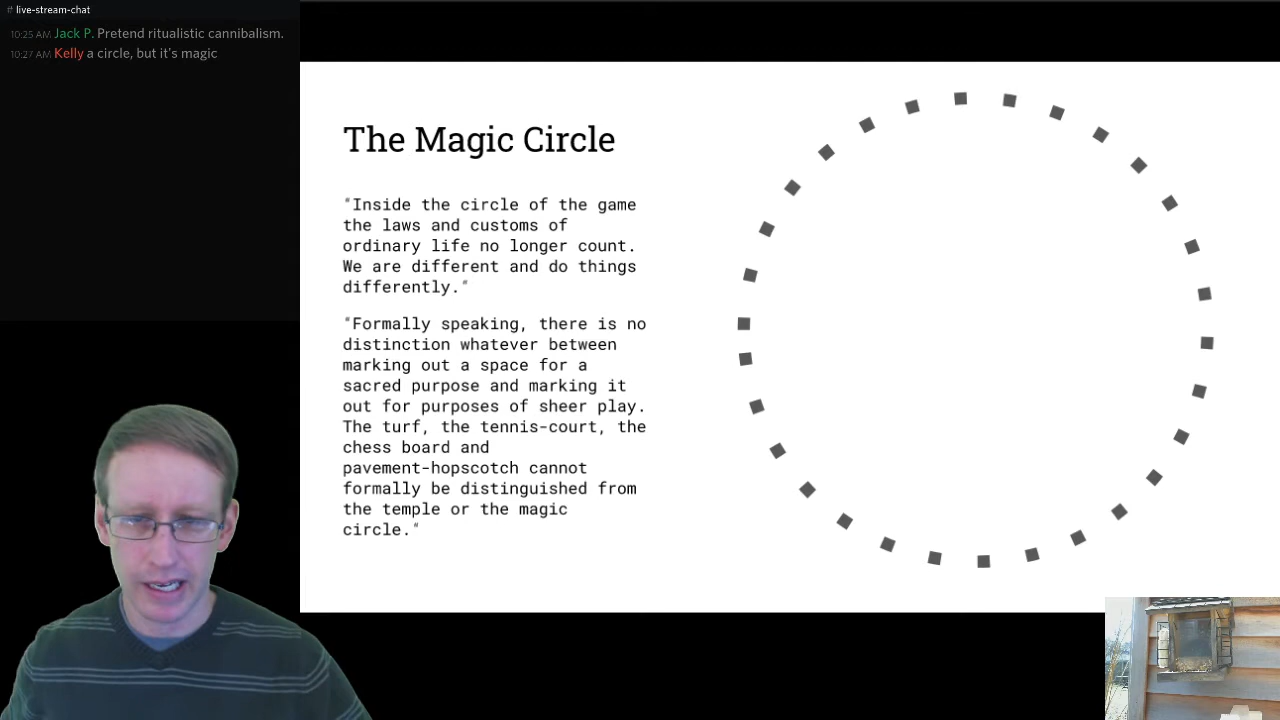 # live-stream-chat
10:25 AM Jack P. Pretend ritualistic cannibalism.
10:27 AM Kelly a circle, but it's magic
The Magic Circle
"Inside the circle of the game
the laws and customs of
ordinary life no longer count.
We are different and do things
differently."
"Formally speaking, there is no
distinction whatever between
marking out a space for a
sacred purpose and marking it
out for purposes of sheer play.
The turf, the tennis-court, the
chess board and
pavement-hopscotch cannot
formally be distinguished from
the temple or the magic
circle."